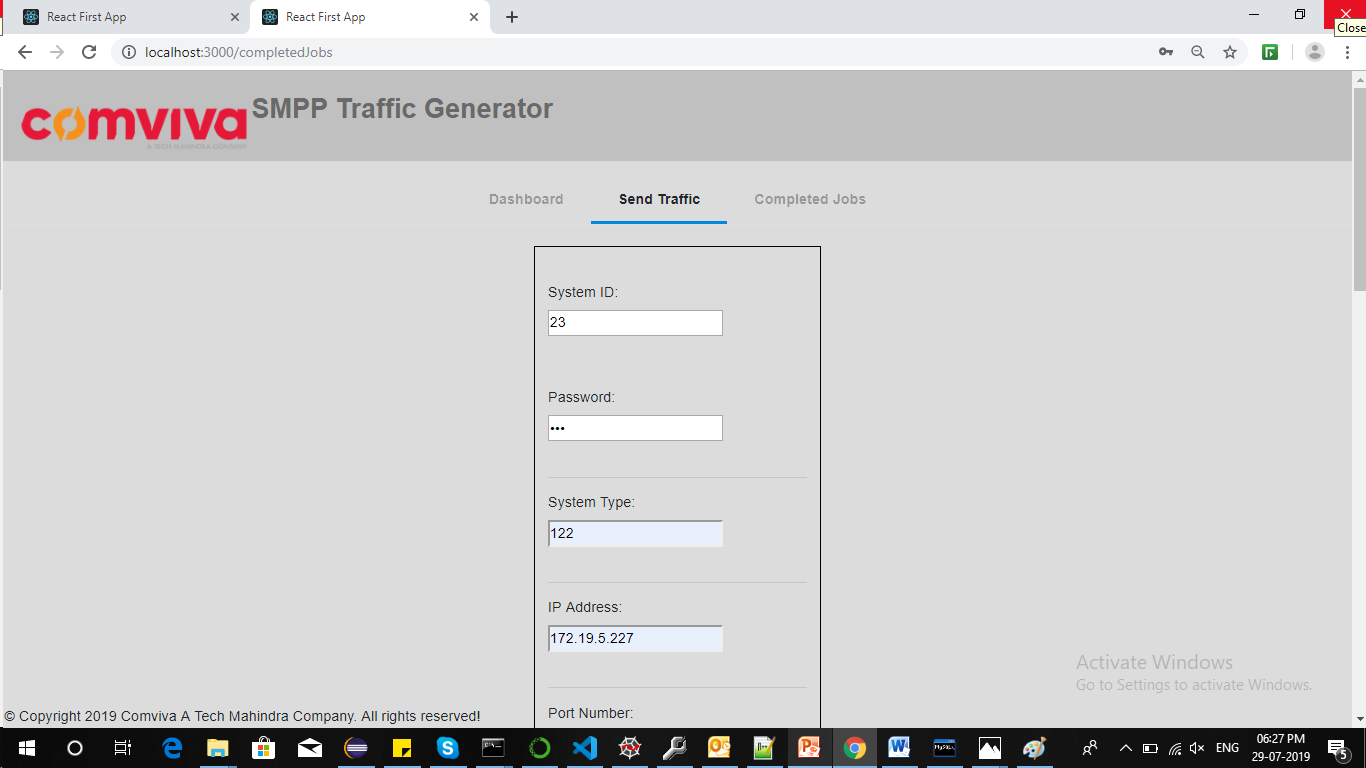 React First App
React First App
Close
localhost:3000/completedJobs
comviva
A TECH MAHINDRA COMPANY
SMPP Traffic Generator
Dashboard
Send Traffic
Completed Jobs
System ID:
23
Password:
•••
System Type:
122
IP Address:
172.19.5.227
Port Number:
Activate Windows
Go to Settings to activate Windows.
© Copyright 2019 Comviva A Tech Mahindra Company. All rights reserved!
ENG
06:27 PM
29-07-2019
5